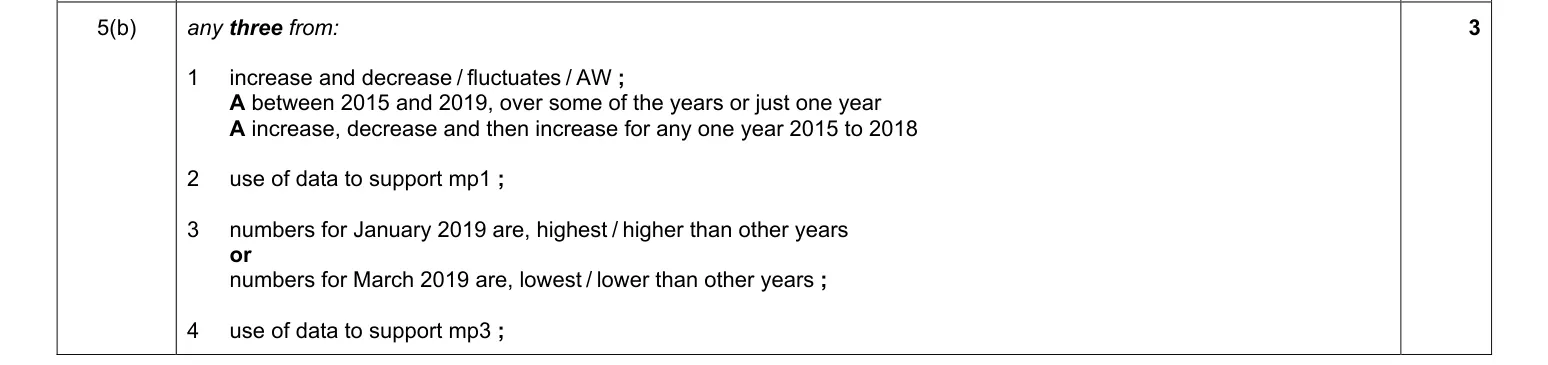 5(b) any three from: 3
1 increase and decrease / fluctuates / AW ;
A between 2015 and 2019, over some of the years or just one year
A increase, decrease and then increase for any one year 2015 to 2018
2 use of data to support mp1 ;
3 numbers for January 2019 are, highest / higher than other years
or
numbers for March 2019 are, lowest / lower than other years ;
4 use of data to support mp3 ;